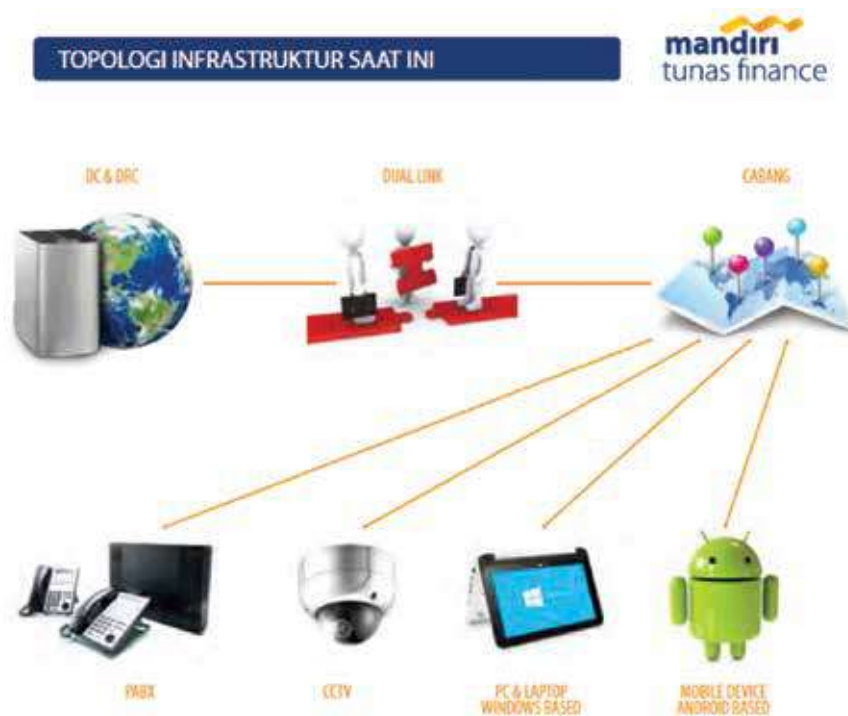 TOPOLOGI INFRASTRUKTUR SAAT INI
mandiri
tunas finance
DC & DRC
DUAL LINK
CABANG
PABX
CCTV
PC & LAPTOP
WINDOWS BASED
MOBILE DEVICE
ANDROID BASED